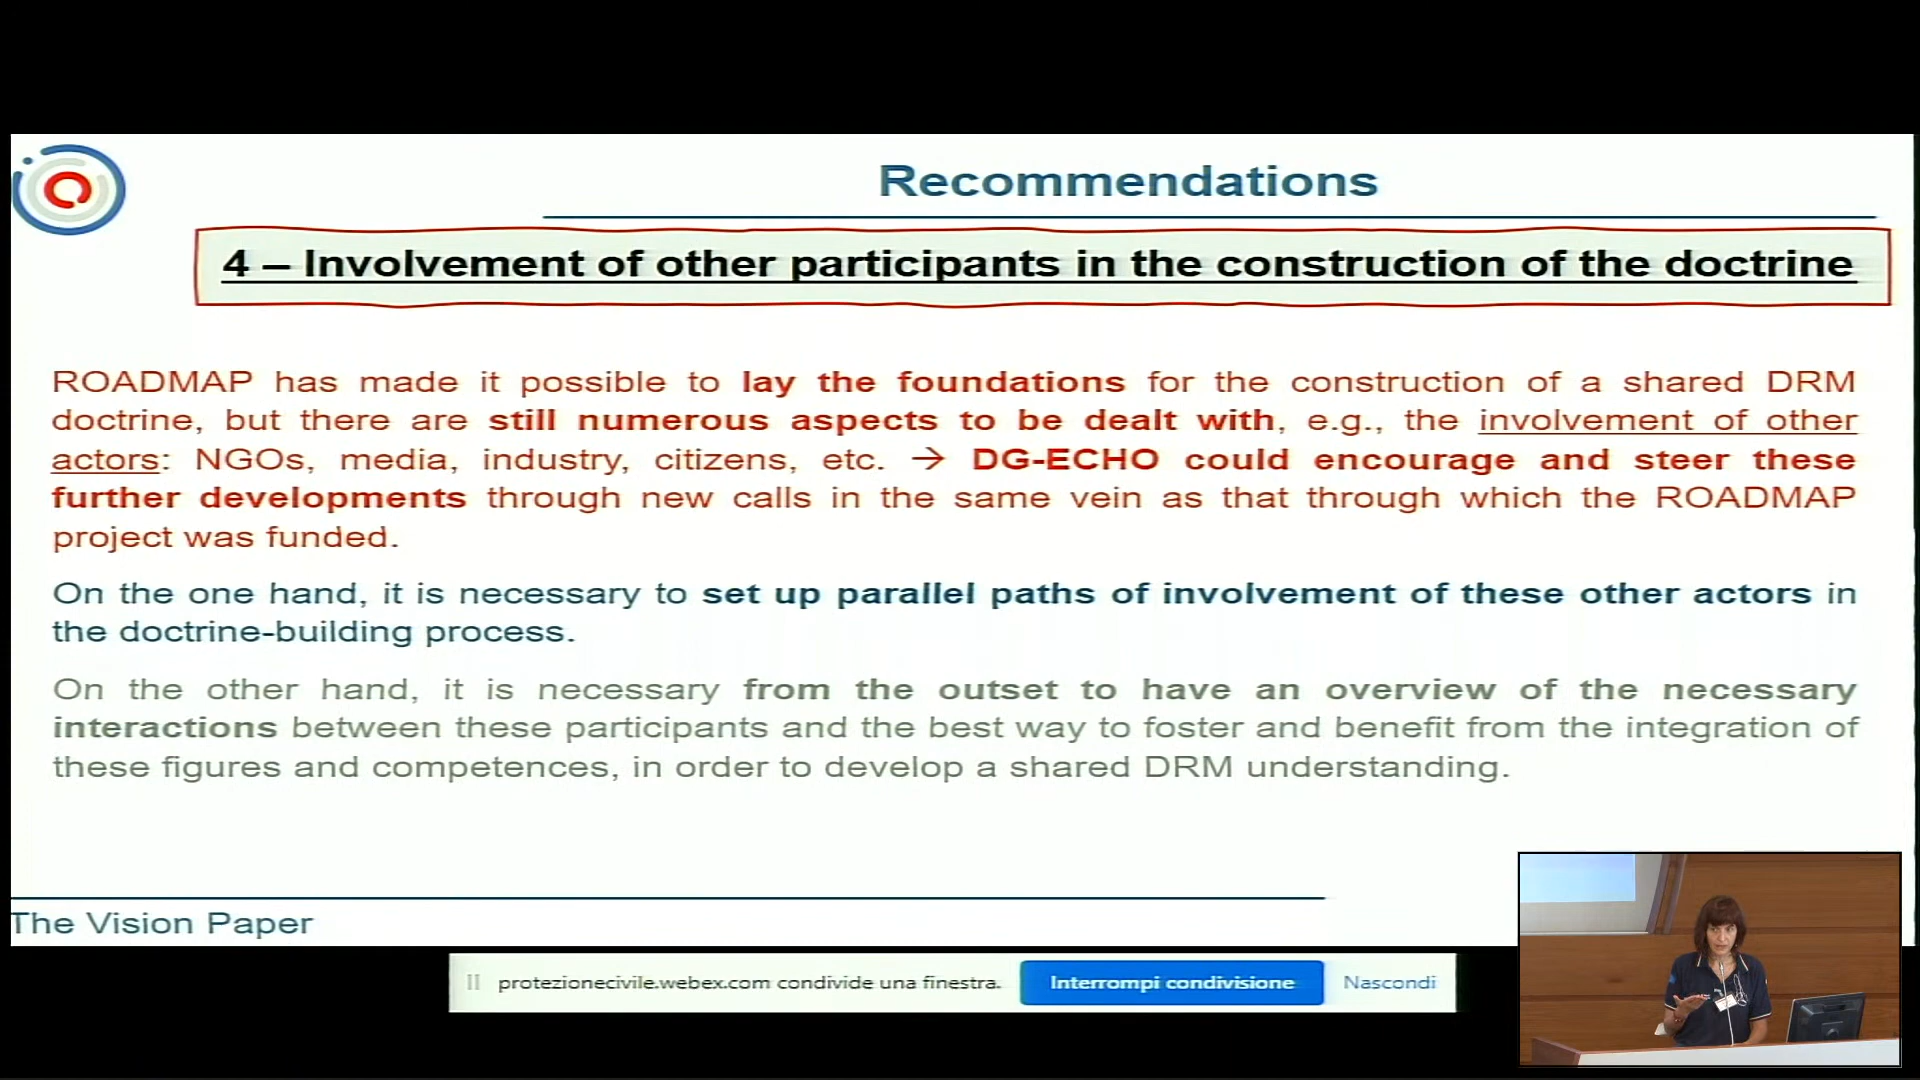 Recommendations
4 – Involvement of other participants in the construction of the doctrine
ROADMAP has made it possible to lay the foundations for the construction of a shared DRM
doctrine, but there are still numerous aspects to be dealt with, e.g., the involvement of other
actors: NGOs, media, industry, citizens, etc. → DG-ECHO could encourage and steer these
further developments through new calls in the same vein as that through which the ROADMAP
project was funded.
On the one hand, it is necessary to set up parallel paths of involvement of these other actors in
the doctrine-building process.
On the other hand, it is necessary from the outset to have an overview of the necessary
interactions between these participants and the best way to foster and benefit from the integration of
these figures and competences, in order to develop a shared DRM understanding.
The Vision Paper
protezionecivile.webex.com condivide una finestra. Interrompi condivisione Nascondi